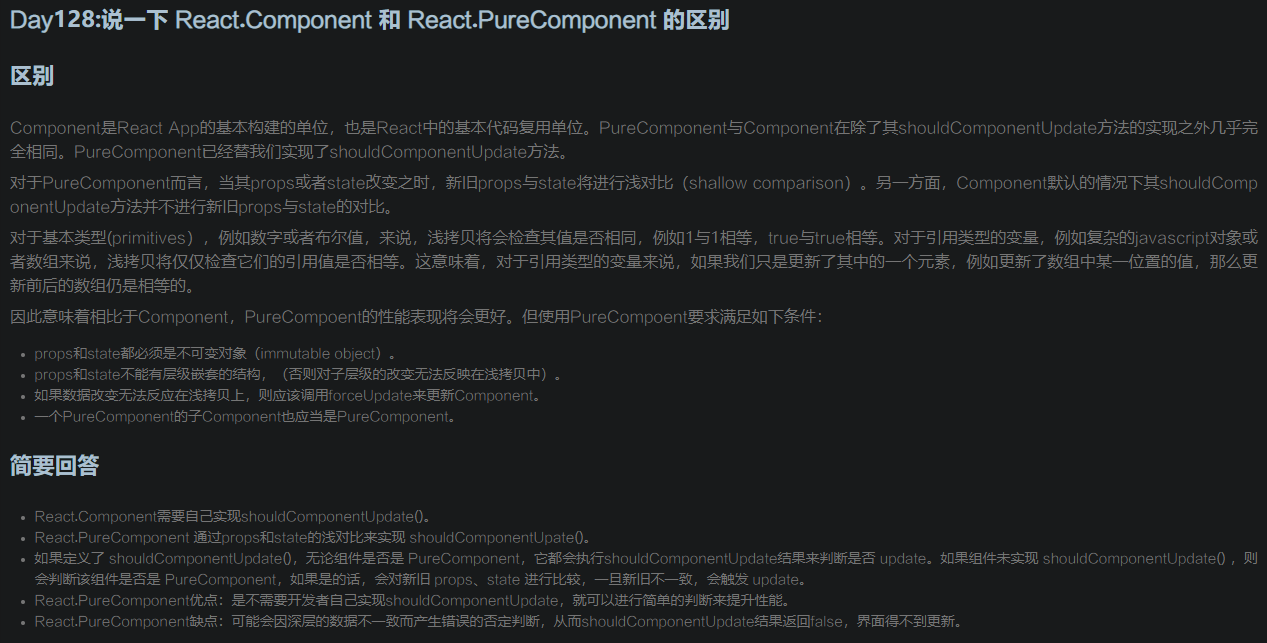 Day128:说一下 React.Component 和 React.PureComponent 的区别
区别
Component是React App的基本构建的单位，也是React中的基本代码复用单位。PureComponent与Component在除了其shouldComponentUpdate方法的实现之外几乎完
全相同。PureComponent已经替我们实现了shouldComponentUpdate方法。
对于PureComponent而言，当其props或者state改变之时，新旧props与state将进行浅对比（shallow comparison）。另一方面，Component默认的情况下其shouldComp
onentUpdate方法并不进行新旧props与state的对比。
对于基本类型(primitives），例如数字或者布尔值，来说，浅拷贝将会检查其值是否相同，例如1与1相等，true与true相等。对于引用类型的变量，例如复杂的javascript对象或
者数组来说，浅拷贝将仅仅检查它们的引用值是否相等。这意味着，对于引用类型的变量来说，如果我们只是更新了其中的一个元素，例如更新了数组中某一位置的值，那么更
新前后的数组仍是相等的。
因此意味着相比于Component，PureCompoent的性能表现将会更好。但使用PureCompoent要求满足如下条件：
• props和state都必须是不可变对象（immutable object）。
• props和state不能有层级嵌套的结构，（否则对子层级的改变无法反映在浅拷贝中）。
• 如果数据改变无法反应在浅拷贝上，则应该调用forceUpdate来更新Component。
• 一个PureComponent的子Component也应当是PureComponent。
简要回答
• React.Component需要自己实现shouldComponentUpdate()。
• React.PureComponent 通过props和state的浅对比来实现 shouldComponentUpate()。
• 如果定义了 shouldComponentUpdate()，无论组件是否是 PureComponent，它都会执行shouldComponentUpdate结果来判断是否 update。如果组件未实现 shouldComponentUpdate() ，则
会判断该组件是否是 PureComponent，如果是的话，会对新旧 props、state 进行比较，一旦新旧不一致，会触发 update。
• React.PureComponent优点：是不需要开发者自己实现shouldComponentUpdate，就可以进行简单的判断来提升性能。
• React.PureComponent缺点：可能会因深层的数据不一致而产生错误的否定判断，从而shouldComponentUpdate结果返回false，界面得不到更新。